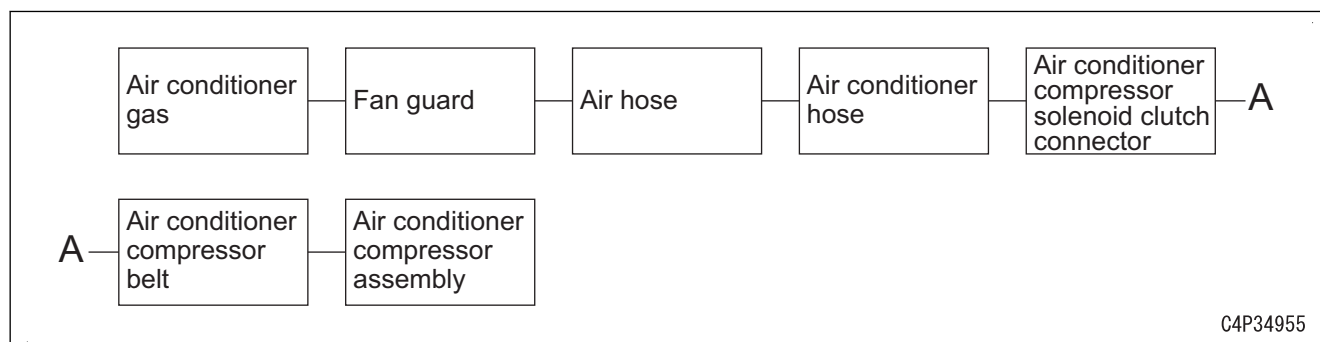 Air conditioner
gas
Fan guard
Air hose
Air conditioner
hose
Air conditioner
compressor
solenoid clutch
connector
A
A
Air conditioner
compressor
belt
Air conditioner
compressor
assembly
C4P34955